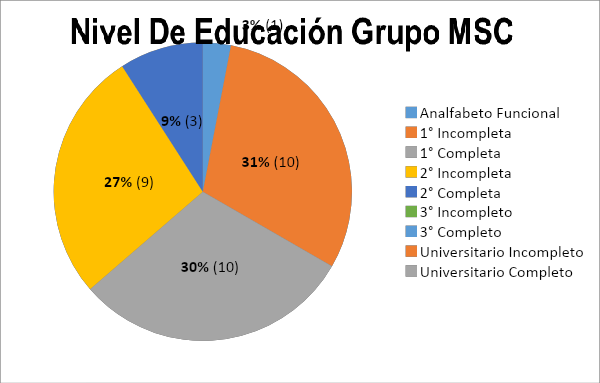 Nivel De Educación Grupo MSC
3% (1)
9% (3)
31% (10)
27% (9)
30% (10)
Analfabeto Funcional
1° Incompleta
1° Completa
2° Incompleta
2° Completa
3° Incompleto
3° Completo
Universitario Incompleto
Universitario Completo